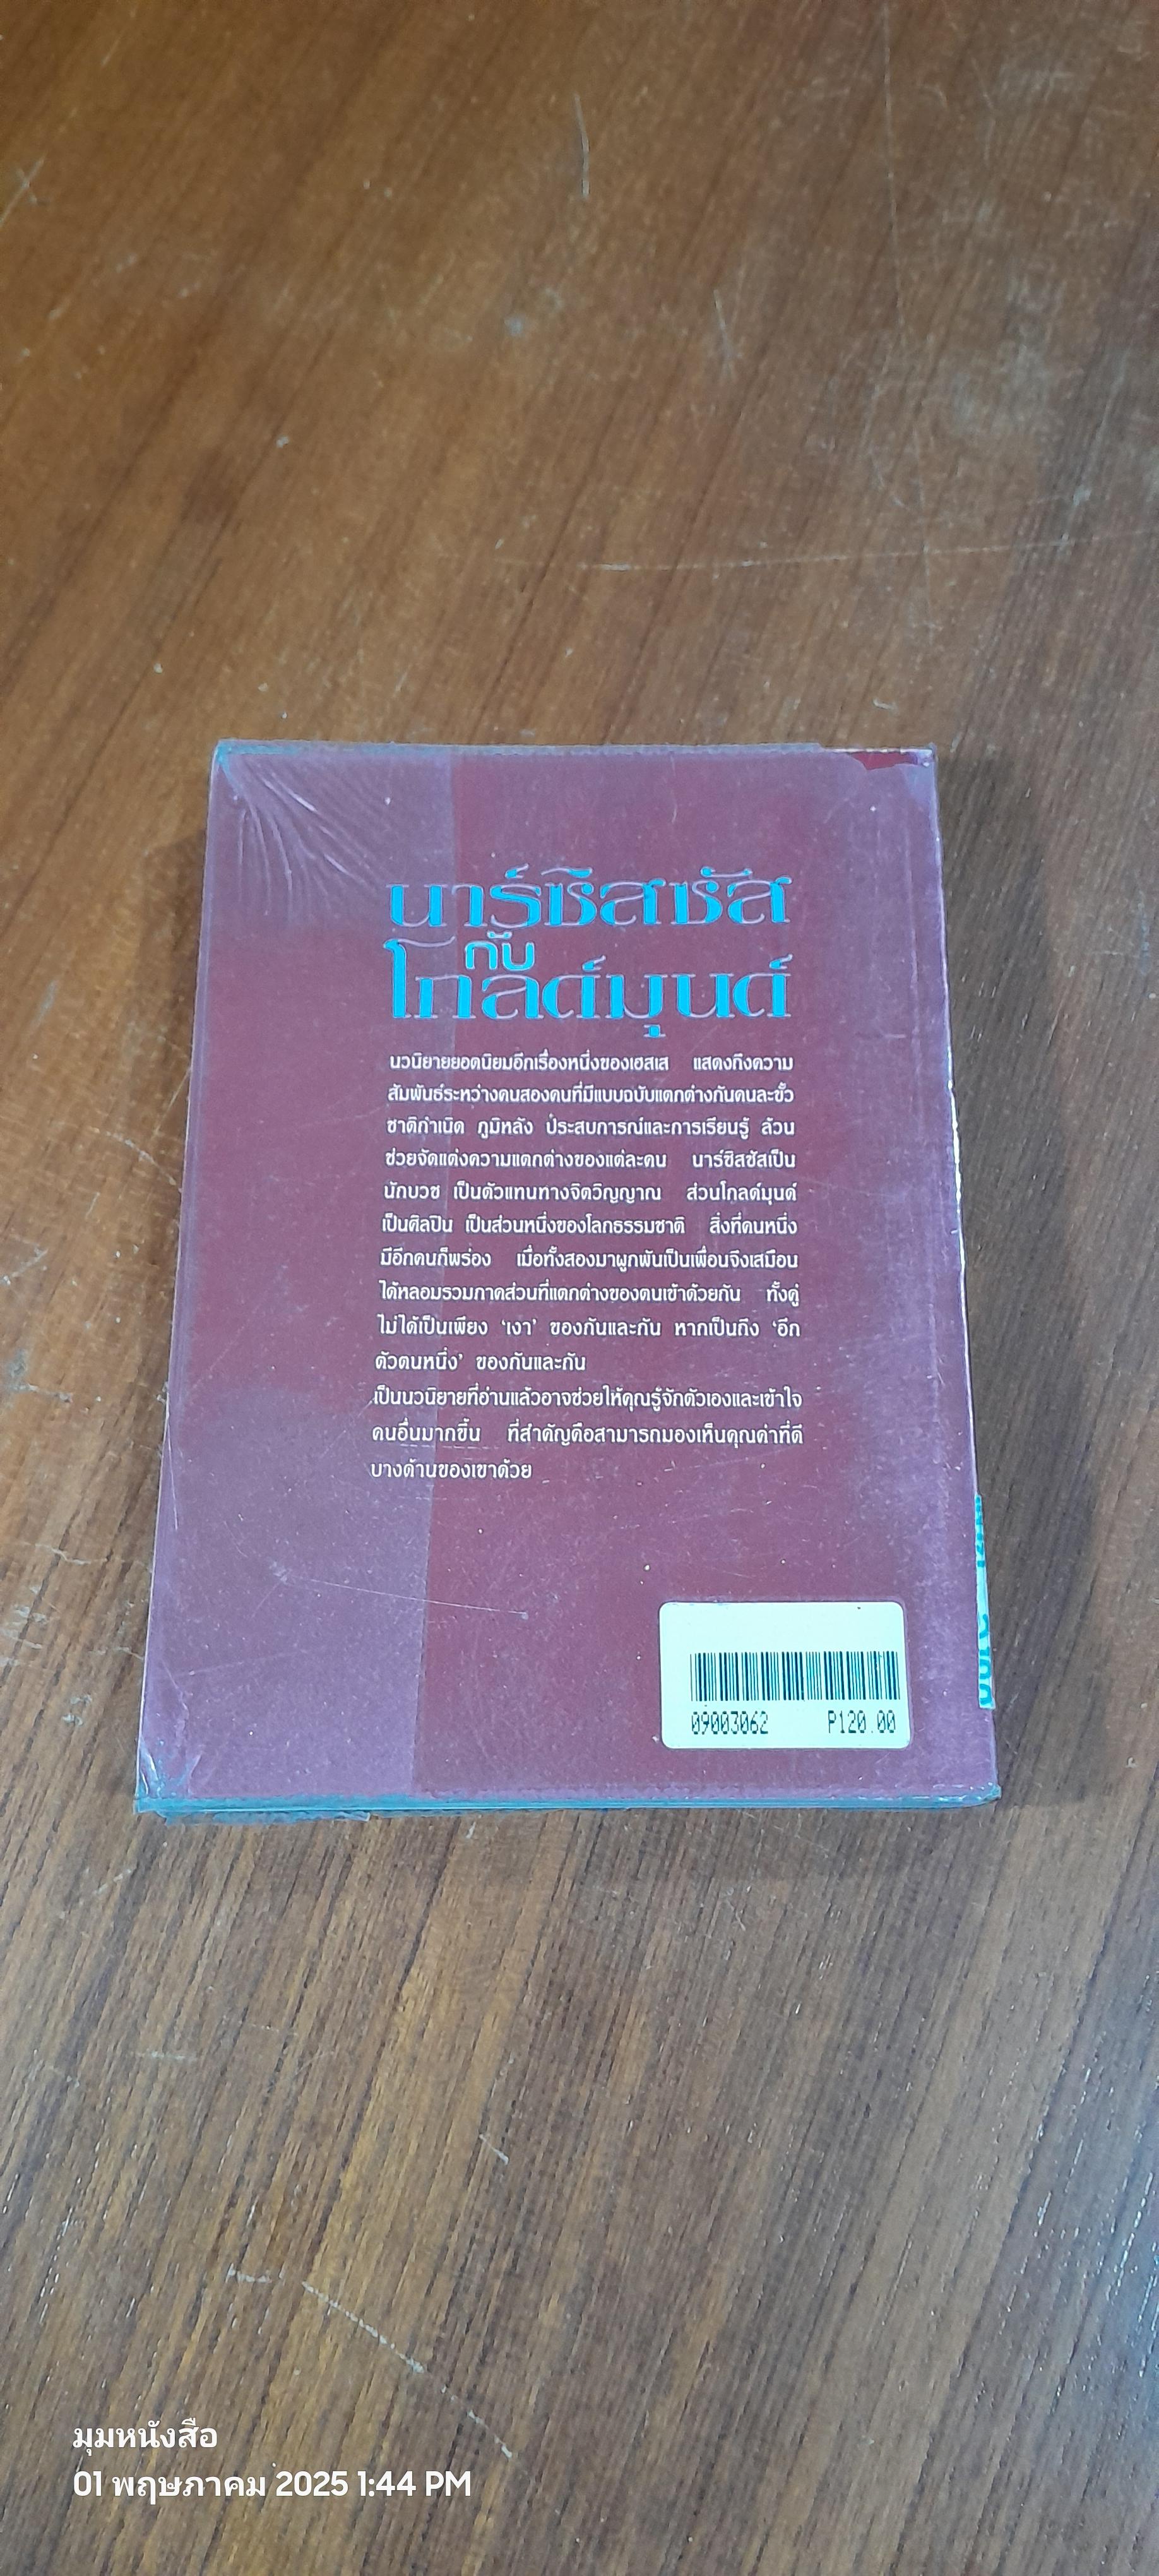 นาร์ซิสซัส
กับ
โกลด์มุนด์
นวนิยายยอดนิยมอีกเรื่องหนึ่งของเฮสเส แสดงถึงความ
สัมพันธ์ระหว่างคนสองคนที่มีแบบฉบับแตกต่างกันคนละขั้ว
ชาติกำเนิด ภูมิหลัง ประสบการณ์และการเรียนรู้ ล้วน
ช่วยจัดแต่งความแตกต่างของแต่ละคน นาร์ซิสซัสเป็น
นักบวช เป็นตัวแทนทางจิตวิญญาณ ส่วนโกลด์มุนด์
เป็นศิลปิน เป็นส่วนหนึ่งของโลกธรรมชาติ สิ่งที่คนหนึ่ง
มีอีกคนก็พร่อง เมื่อทั้งสองมาผูกพันเป็นเพื่อนจึงเสมือน
ได้หลอมรวมภาคส่วนที่แตกต่างของตนเข้าด้วยกัน ทั้งคู่
ไม่ได้เป็นเพียง ‘เงา’ ของกันและกัน หากเป็นถึง ‘อีก
ตัวตนหนึ่ง’ ของกันและกัน
เป็นนวนิยายที่อ่านแล้วอาจช่วยให้คุณรู้จักตัวเองและเข้าใจ
คนอื่นมากขึ้น ที่สำคัญคือสามารถมองเห็นคุณค่าที่ดี
บางด้านของเขาด้วย
09003062 P120.00
มุมหนังสือ
01 พฤษภาคม 2025 1:44 PM